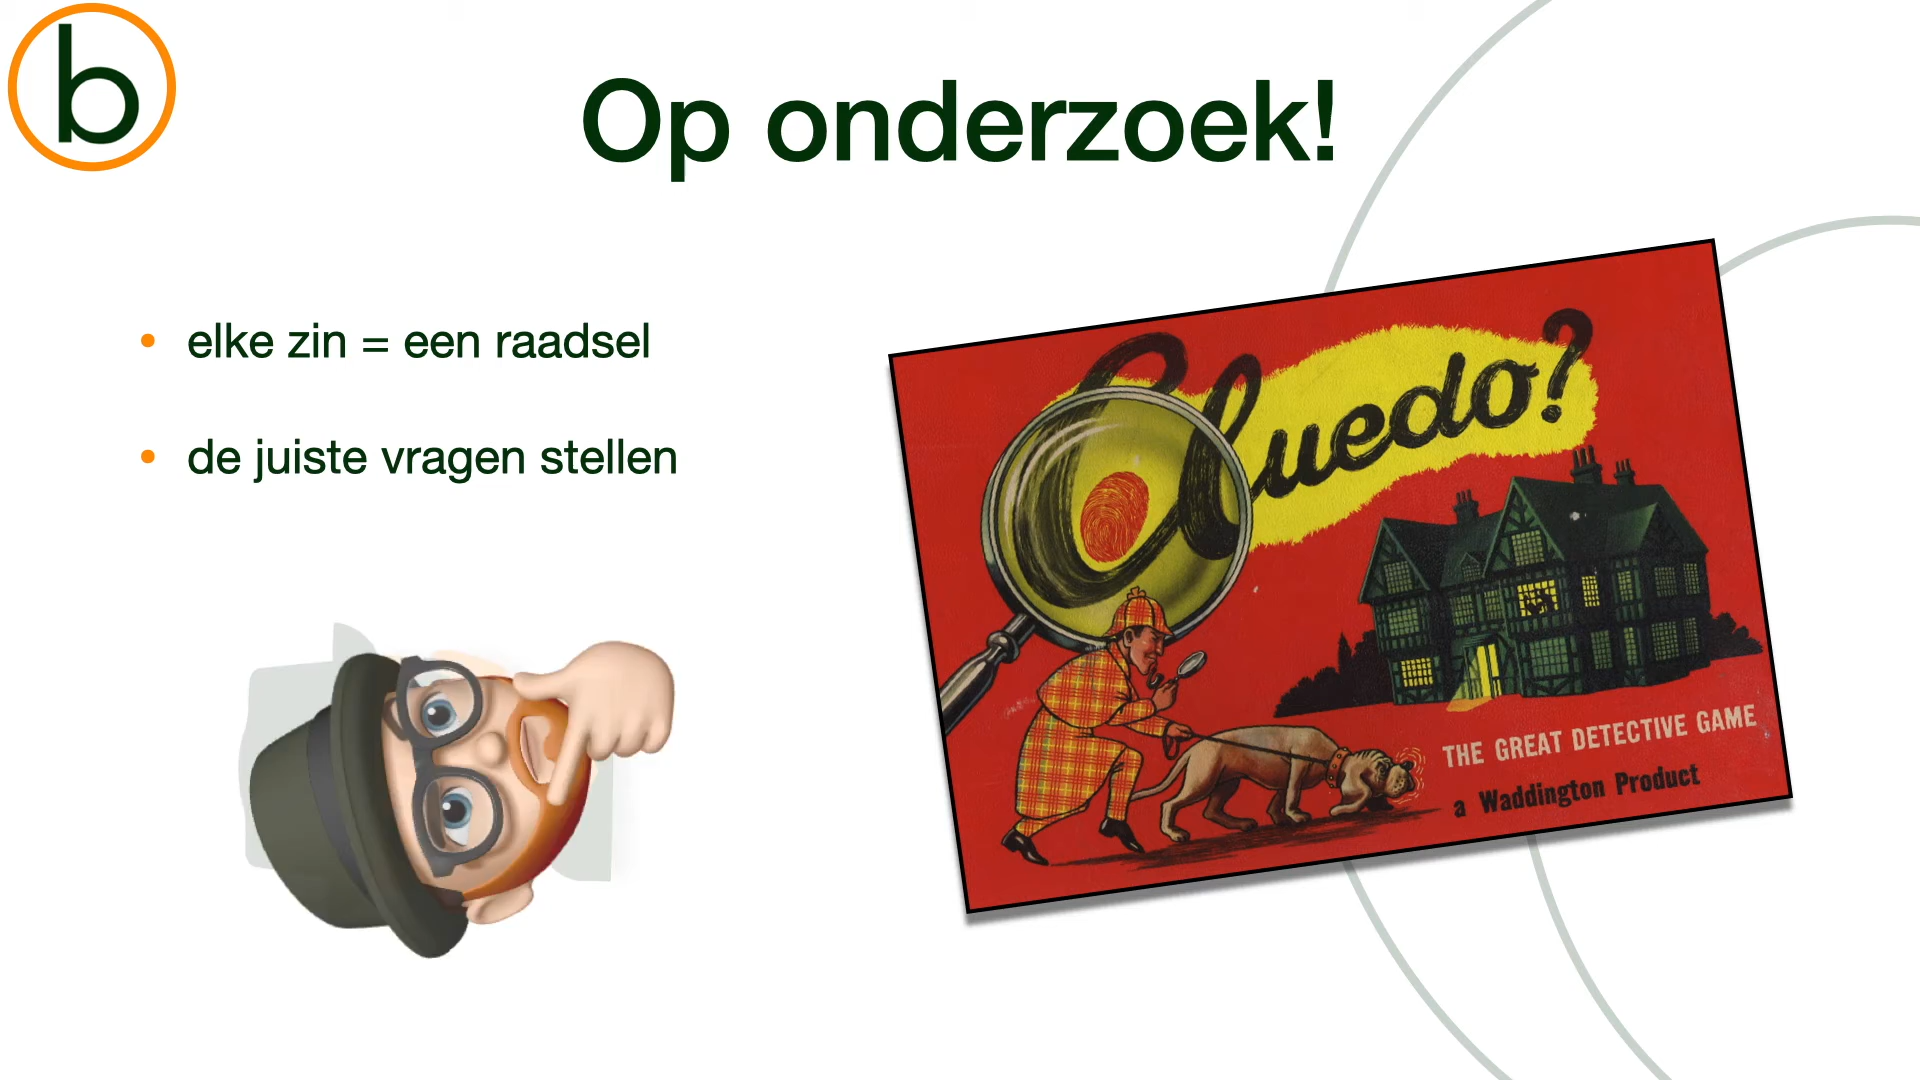 b
Op onderzoek!
• elke zin = een raadsel
• de juiste vragen stellen
Cluedo?
THE GREAT DETECTIVE GAME
a Waddington Product